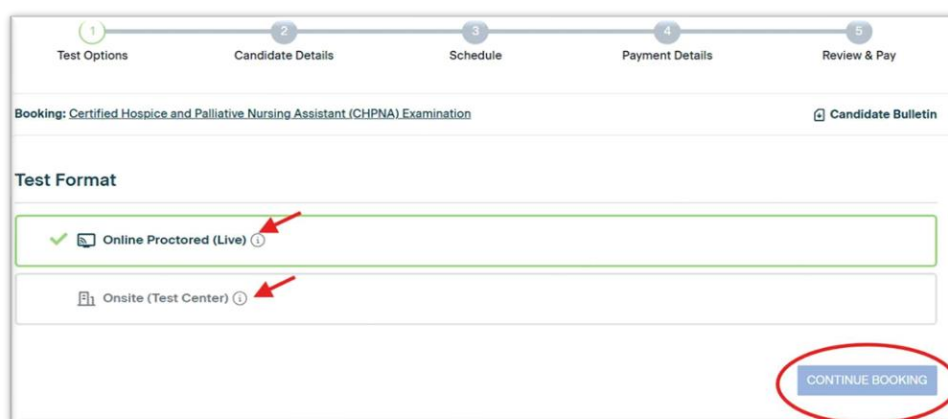 1 2 3 4 5
Test Options Candidate Details Schedule Payment Details Review & Pay
Booking: Certified Hospice and Palliative Nursing Assistant (CHPNA) Examination Candidate Bulletin
Test Format
Online Proctored (Live)
Onsite (Test Center)
CONTINUE BOOKING